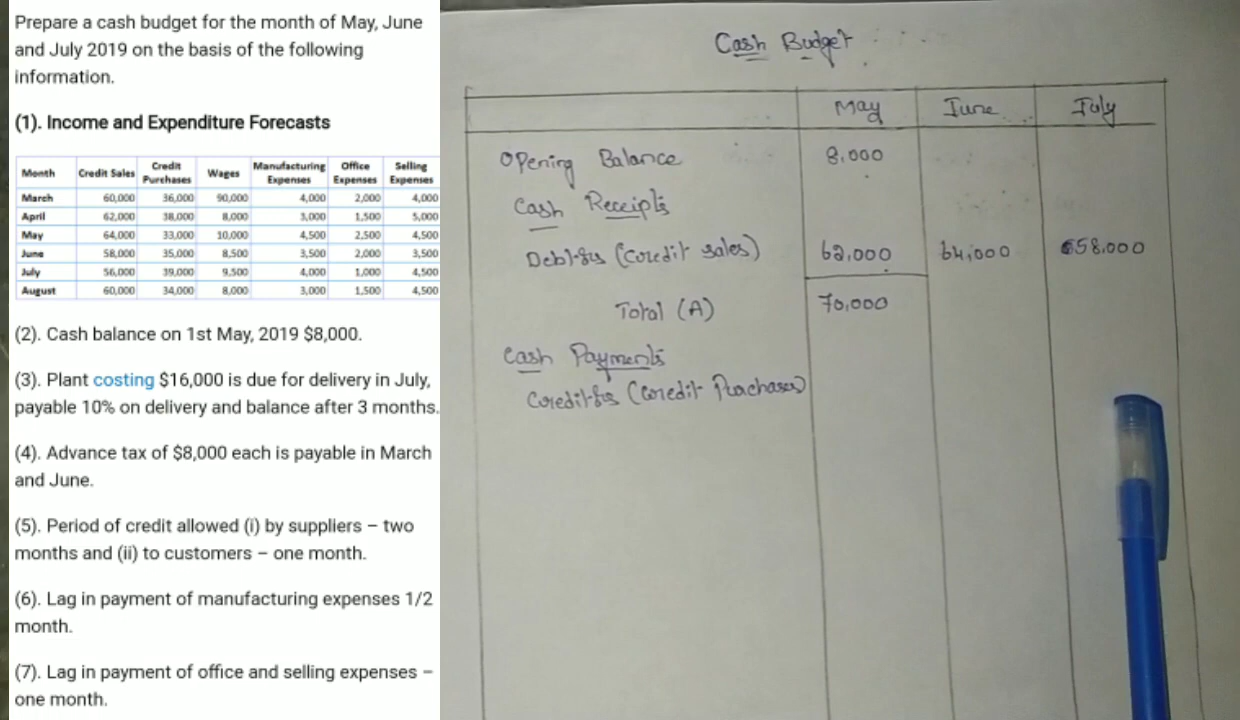 Prepare a cash budget for the month of May, June
and July 2019 on the basis of the following
information.
(1). Income and Expenditure Forecasts
Month Credit Sales Credit Purchases Wages Manufacturing Expenses Office Expenses Selling Expenses
March 60,000 36,000 90,000 4,000 2,000 4,000
April 62,000 38,000 8,000 3,000 1,500 5,000
May 64,000 33,000 10,000 4,500 2,500 4,500
June 58,000 35,000 8,500 3,500 2,000 3,500
July 56,000 39,000 9,500 4,000 1,000 4,500
August 60,000 34,000 8,000 3,000 1,500 4,500
(2). Cash balance on 1st May, 2019 $8,000.
(3). Plant costing $16,000 is due for delivery in July,
payable 10% on delivery and balance after 3 months.
(4). Advance tax of $8,000 each is payable in March
and June.
(5). Period of credit allowed (i) by suppliers – two
months and (ii) to customers – one month.
(6). Lag in payment of manufacturing expenses 1/2
month.
(7). Lag in payment of office and selling expenses –
one month.
Cash Budget
May June July
Opening Balance 8,000
Cash Receipts
Debtors (Credit sales) 62,000 64,000 58,000
Total (A) 70,000
Cash Payments
Creditors (Credit Purchases)